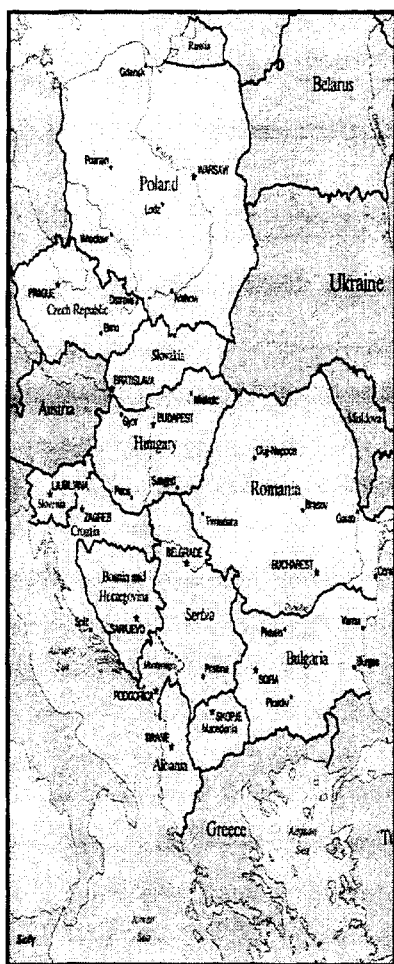 Russia
Gdansk
Belarus
Poznan
WARSAW
Poland
Lodz
Wroclaw
Ukraine
PRAGUE
Czech Republic
Ostrava
Krakow
Brno
Slovakia
BRATISLAVA
Miskolc
Austria
Moldova
Gyor
BUDAPEST
Hungary
Cluj-Napoca
LJUBLJANA
Pecs
Szeged
Romania
Slovenia
ZAGREB
Timisoara
Brasov
Galati
Croatia
BELGRADE
BUCHAREST
Bosnia and
Herzegovina
Serbia
Split
SARAJEVO
Varna
Pleven
Bulgaria
Montenegro
Pristina
SOFIA
Burgas
PODGORICA
SKOPJE
Plovdiv
Macedonia
TIRANE
Albania
Greece
Aegean
Sea
Sicily
Ionian
Sea